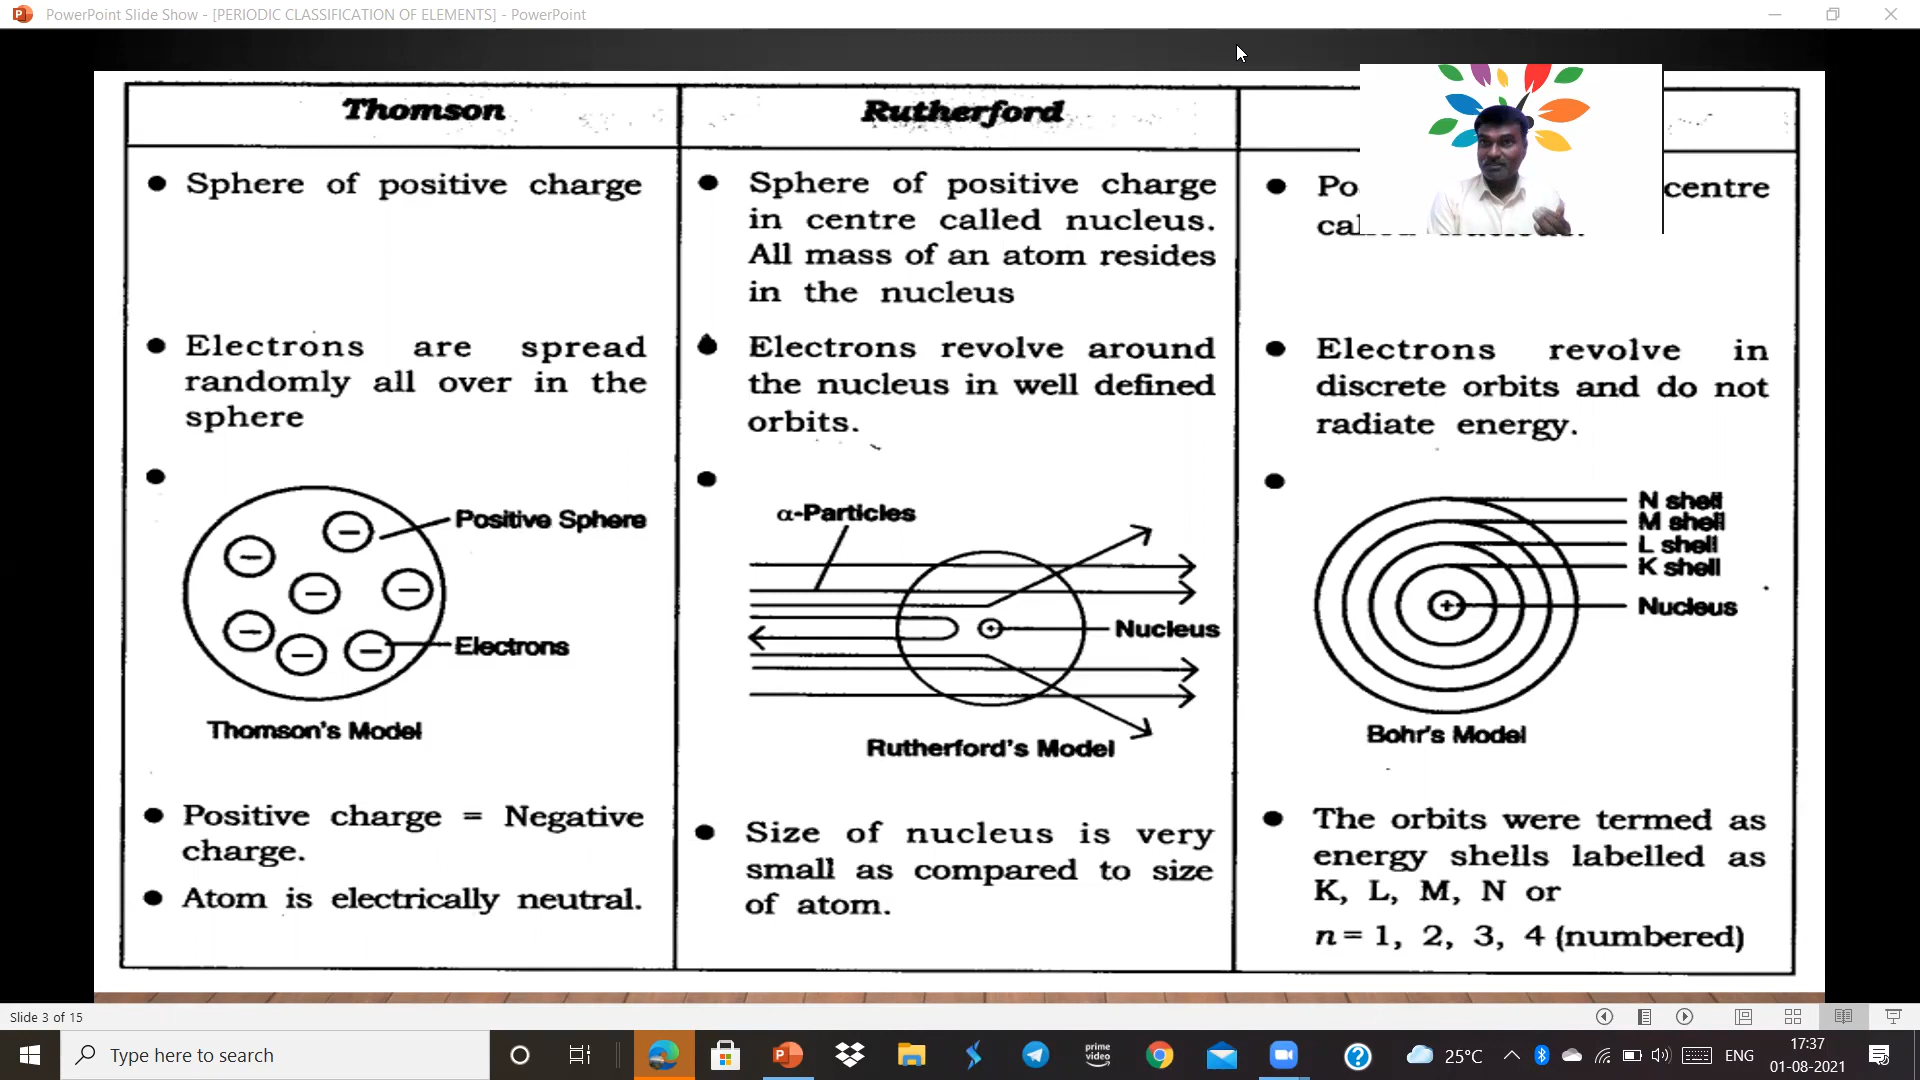 PowerPoint Slide Show - [PERIODIC CLASSIFICATION OF ELEMENTS] - PowerPoint
Thomson
Sphere of positive charge
Electrons are spread
randomly all over in the
sphere
Positive Sphere
Electrons
Thomson's Model
Positive charge = Negative
charge.
Atom is electrically neutral.
Rutherford
Sphere of positive charge
in centre called nucleus.
All mass of an atom resides
in the nucleus
Electrons revolve around
the nucleus in well defined
orbits.
α-Particles
Nucleus
Rutherford's Model
Size of nucleus is very
small as compared to size
of atom.
centre
Electrons revolve in
discrete orbits and do not
radiate energy.
N shell
M shell
L shell
K shell
Nucleus
Bohr's Model
The orbits were termed as
energy shells labelled as
K, L, M, N or
n = 1, 2, 3, 4 (numbered)
Slide 3 of 15
Type here to search
prime
video
25°C
ENG
17:37
01-08-2021